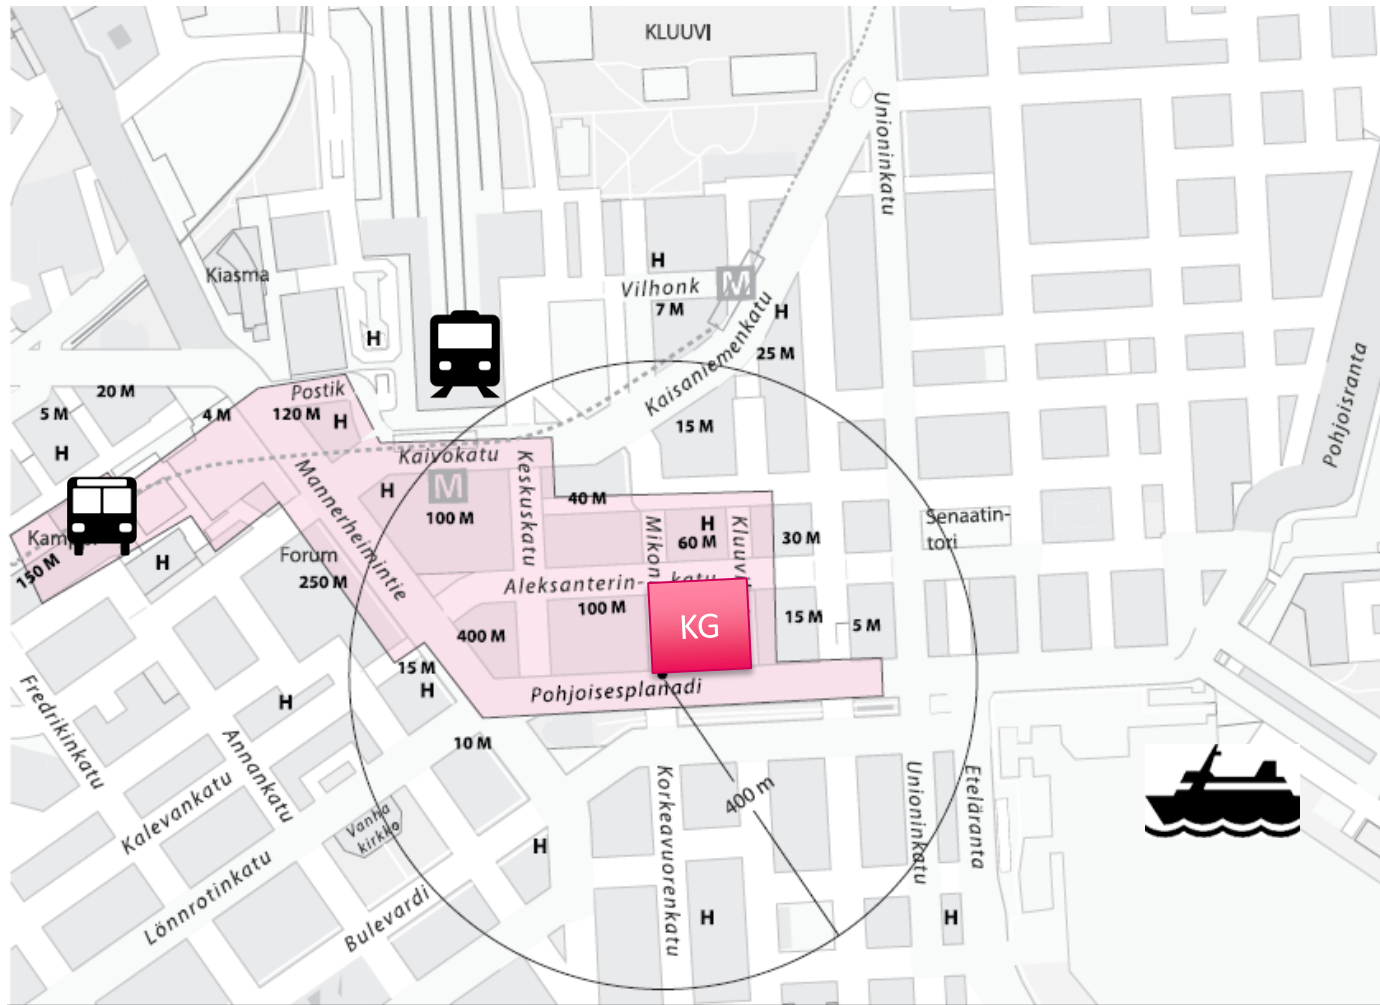 KLUUVI
Unioninkatu
Kiasma
H
Vilhonk
M
7 M
H
H
25 M
Kaisaniemenkatu
Pohjoisranta
20 M
5 M
H
4 M
Postik
120 M
H
15 M
Kaivokatu
Keskuskatu
H
M
100 M
40 M
Mikon
H
60 M
Kluuvi
30 M
Senaatin-
tori
150 M
H
Forum
250 M
Mannerheimintie
Aleksanterin-
katu
100 M
KG
15 M
5 M
400 M
15 M
H
Pohjoisesplanadi
10 M
H
Fredrikinkatu
Annankatu
Kalevankatu
Vanha
kirkko
Lönnrotinkatu
Bulevardi
H
Korkeavuorenkatu
400 m
Unioninkatu
Eteläranta
H
H